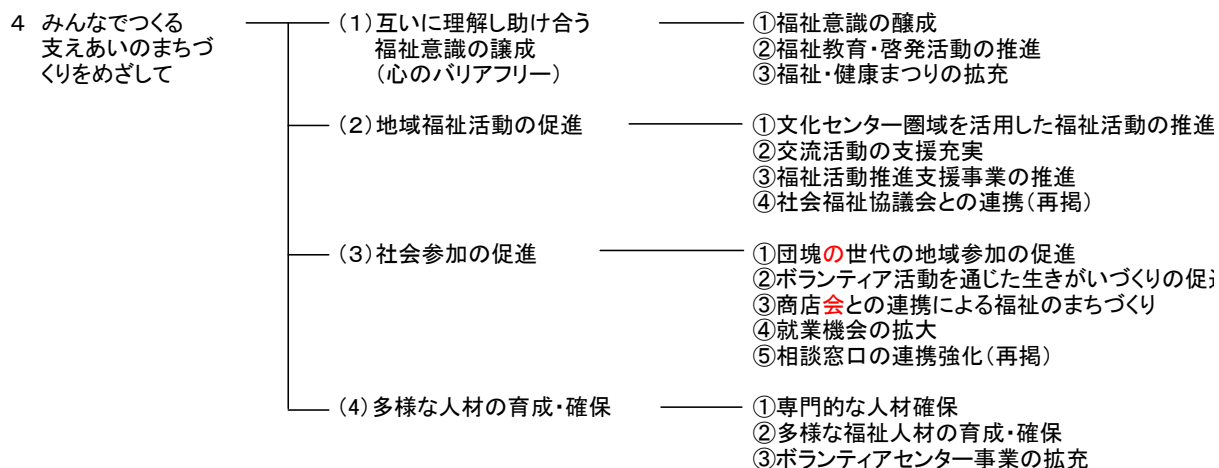 4 みんなでつくる
支えあいのまちづ
くりをめざして
(1)互いに理解し助け合う
福祉意識の譲成
(心のバリアフリー)
①福祉意識の醸成
②福祉教育・啓発活動の推進
③福祉・健康まつりの拡充
(2)地域福祉活動の促進
①文化センター圏域を活用した福祉活動の推進
②交流活動の支援充実
③福祉活動推進支援事業の推進
④社会福祉協議会との連携(再掲)
(3)社会参加の促進
①団塊の世代の地域参加の促進
②ボランティア活動を通じた生きがいづくりの促
③商店会との連携による福祉のまちづくり
④就業機会の拡大
⑤相談窓口の連携強化(再掲)
(4)多様な人材の育成・確保
①専門的な人材確保
②多様な福祉人材の育成・確保
③ボランティアセンター事業の拡充